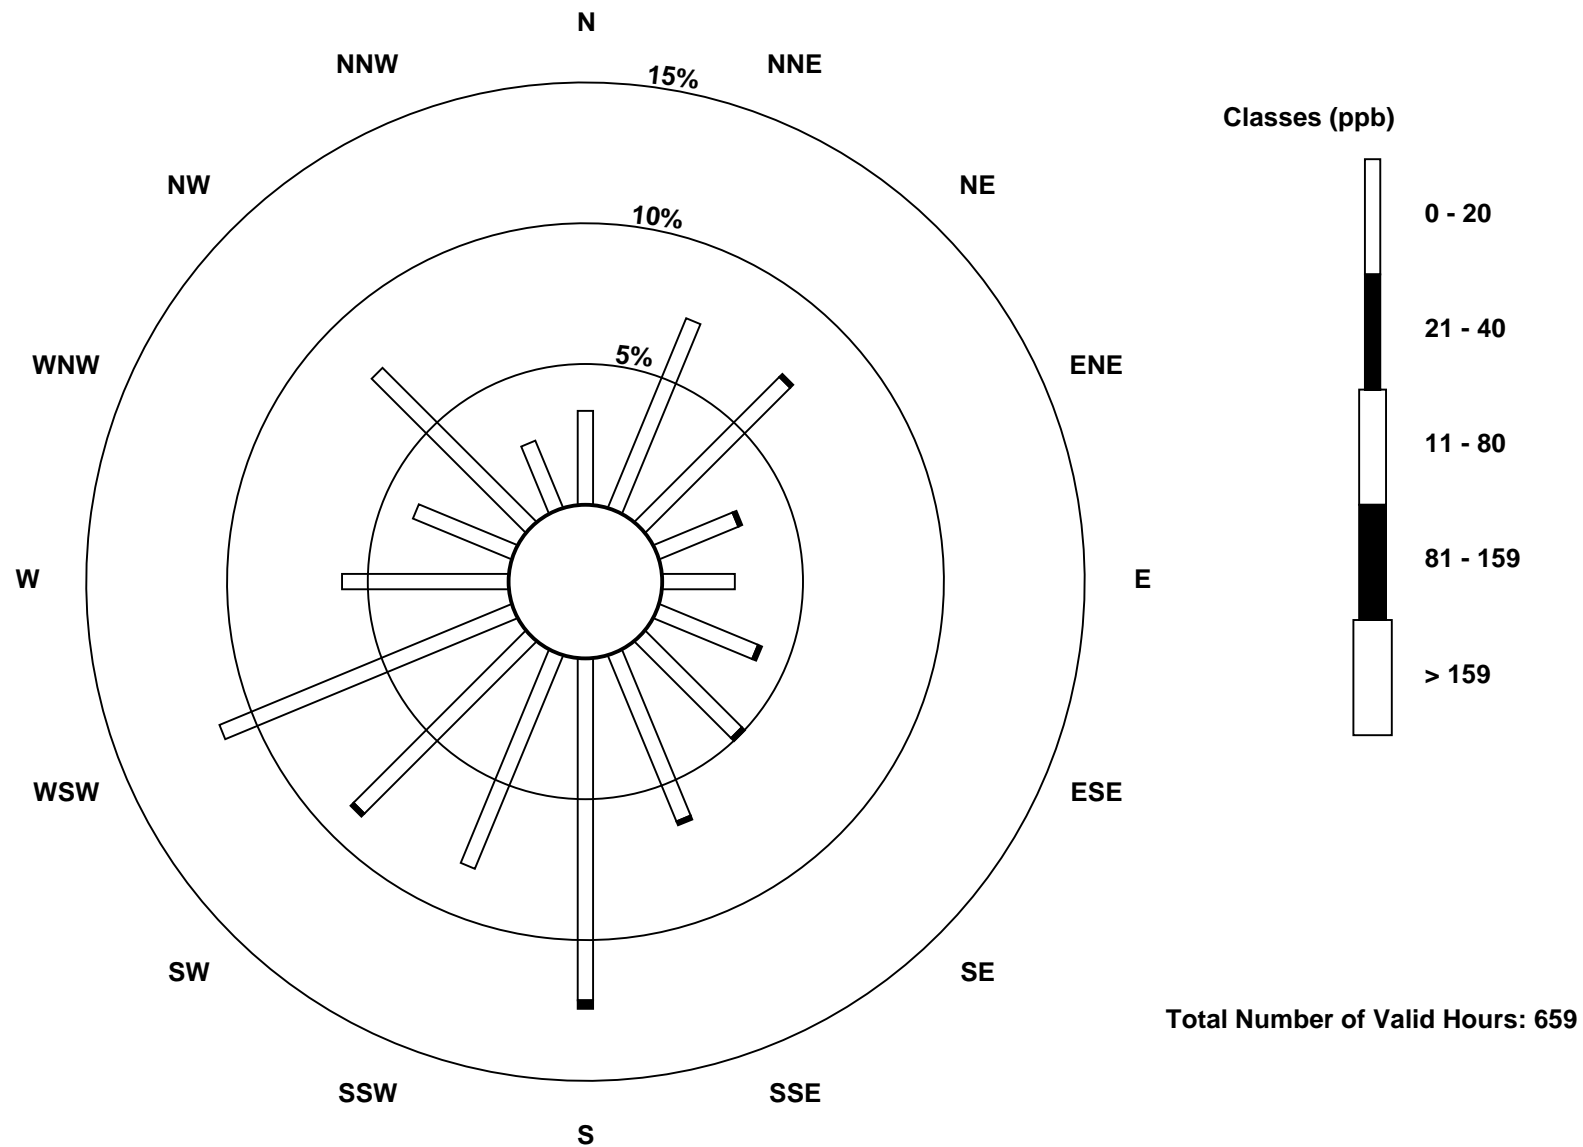 N
NNW
NNE
15%
Classes (ppb)
NW
NE
10%
0 - 20
21 - 40
5%
WNW
ENE
11 - 80
81 - 159
W
E
> 159
WSW
ESE
SW
SE
Total Number of Valid Hours: 659
SSW
SSE
S